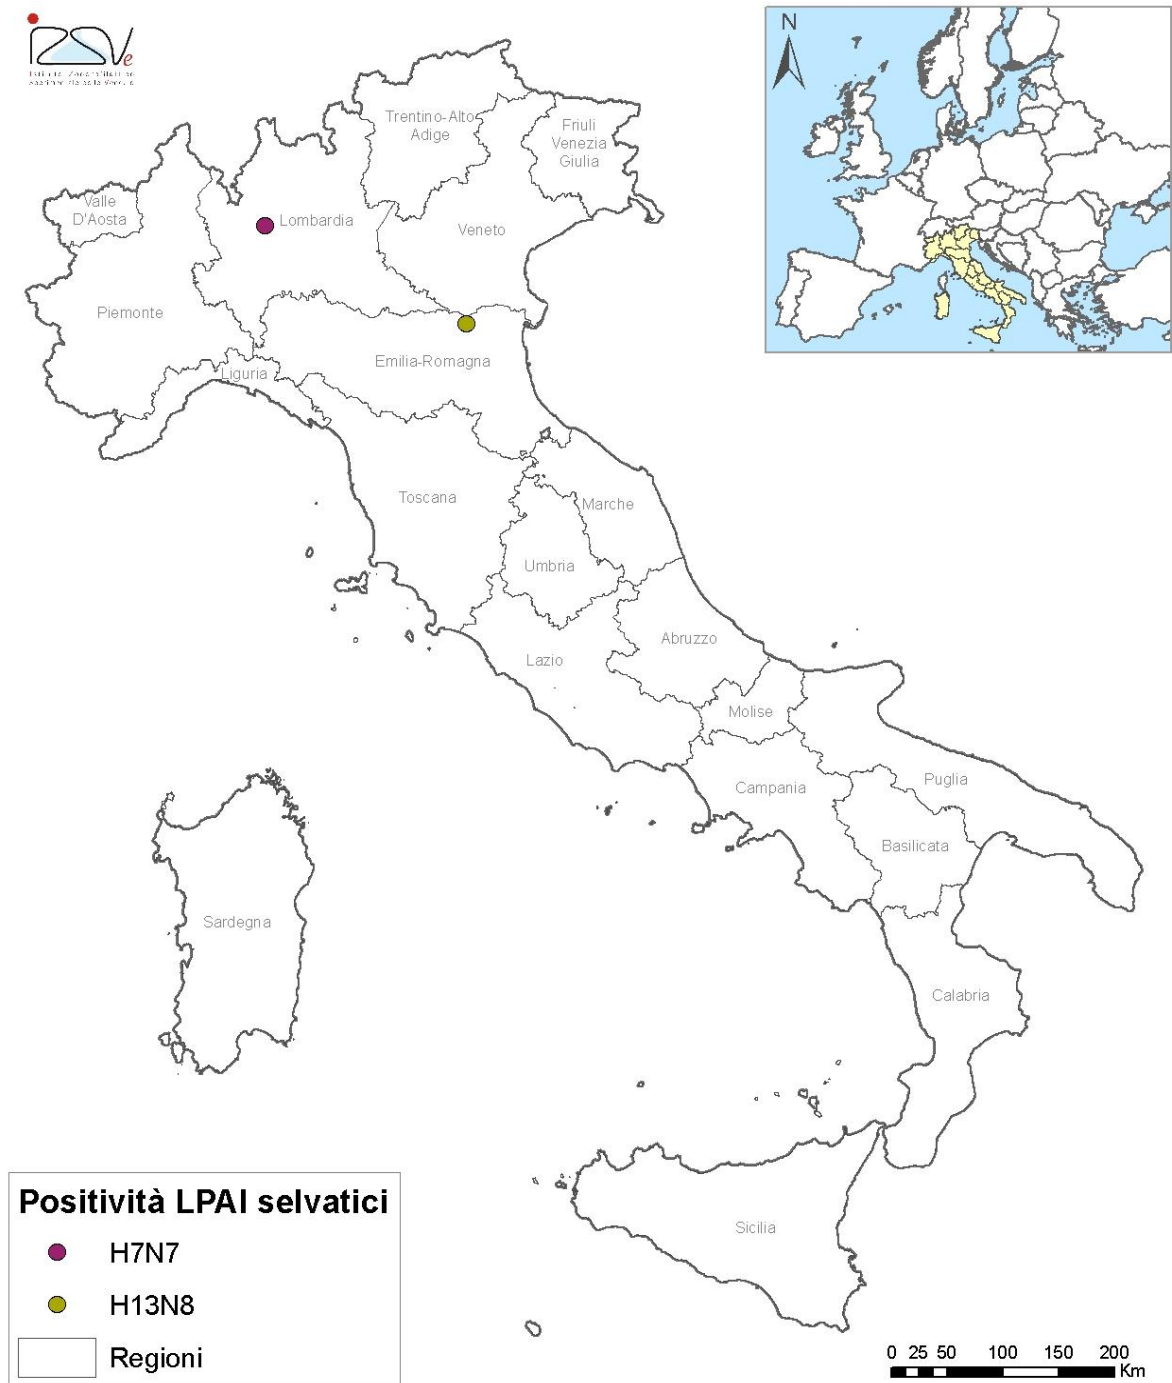 IZSVe
N
Trentino-Alto
Adige
Friuli
Venezia
Giulia
Valle
D'Aosta
Lombardia
Veneto
Piemonte
Emilia-Romagna
Liguria
Toscana
Marche
Umbria
Abruzzo
Lazio
Molise
Campania
Puglia
Basilicata
Sardegna
Calabria
Sicilia
Positività LPAI selvatici
H7N7
H13N8
Regioni
0 25 50 100 150 200
Km